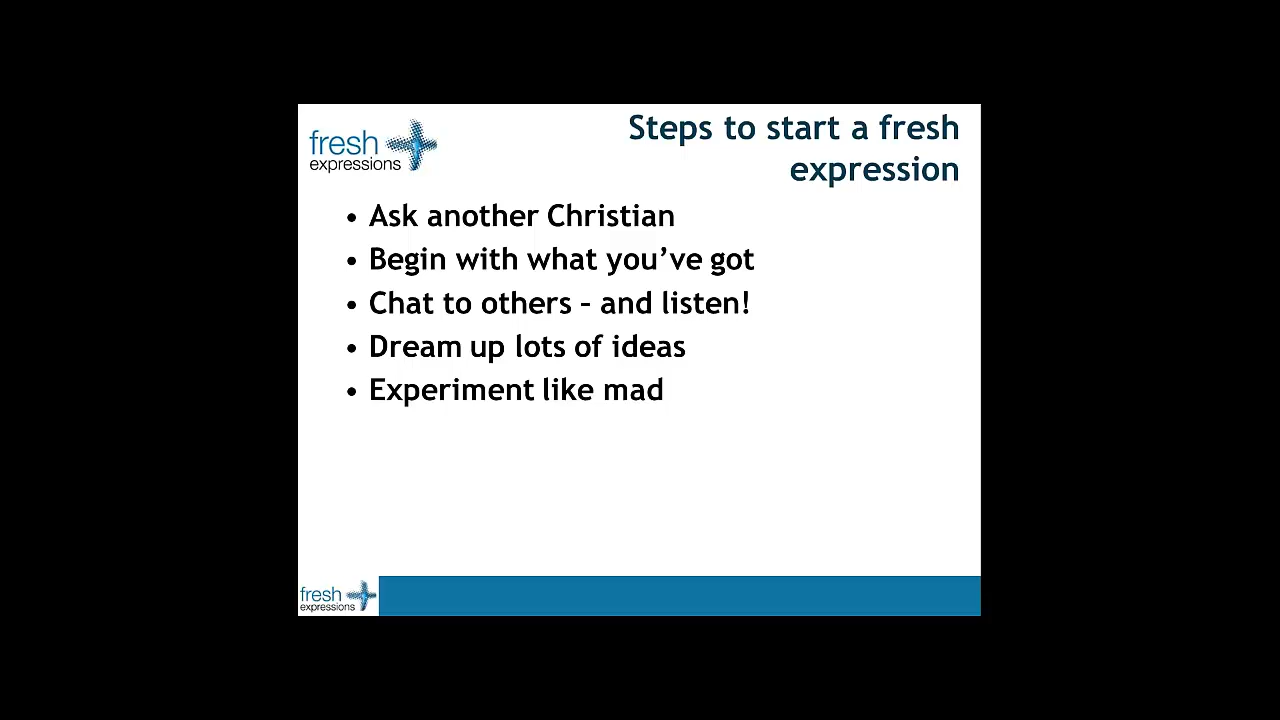 fresh
expressions
Steps to start a fresh
expression
• Ask another Christian
• Begin with what you’ve got
• Chat to others – and listen!
• Dream up lots of ideas
• Experiment like mad
fresh
expressions